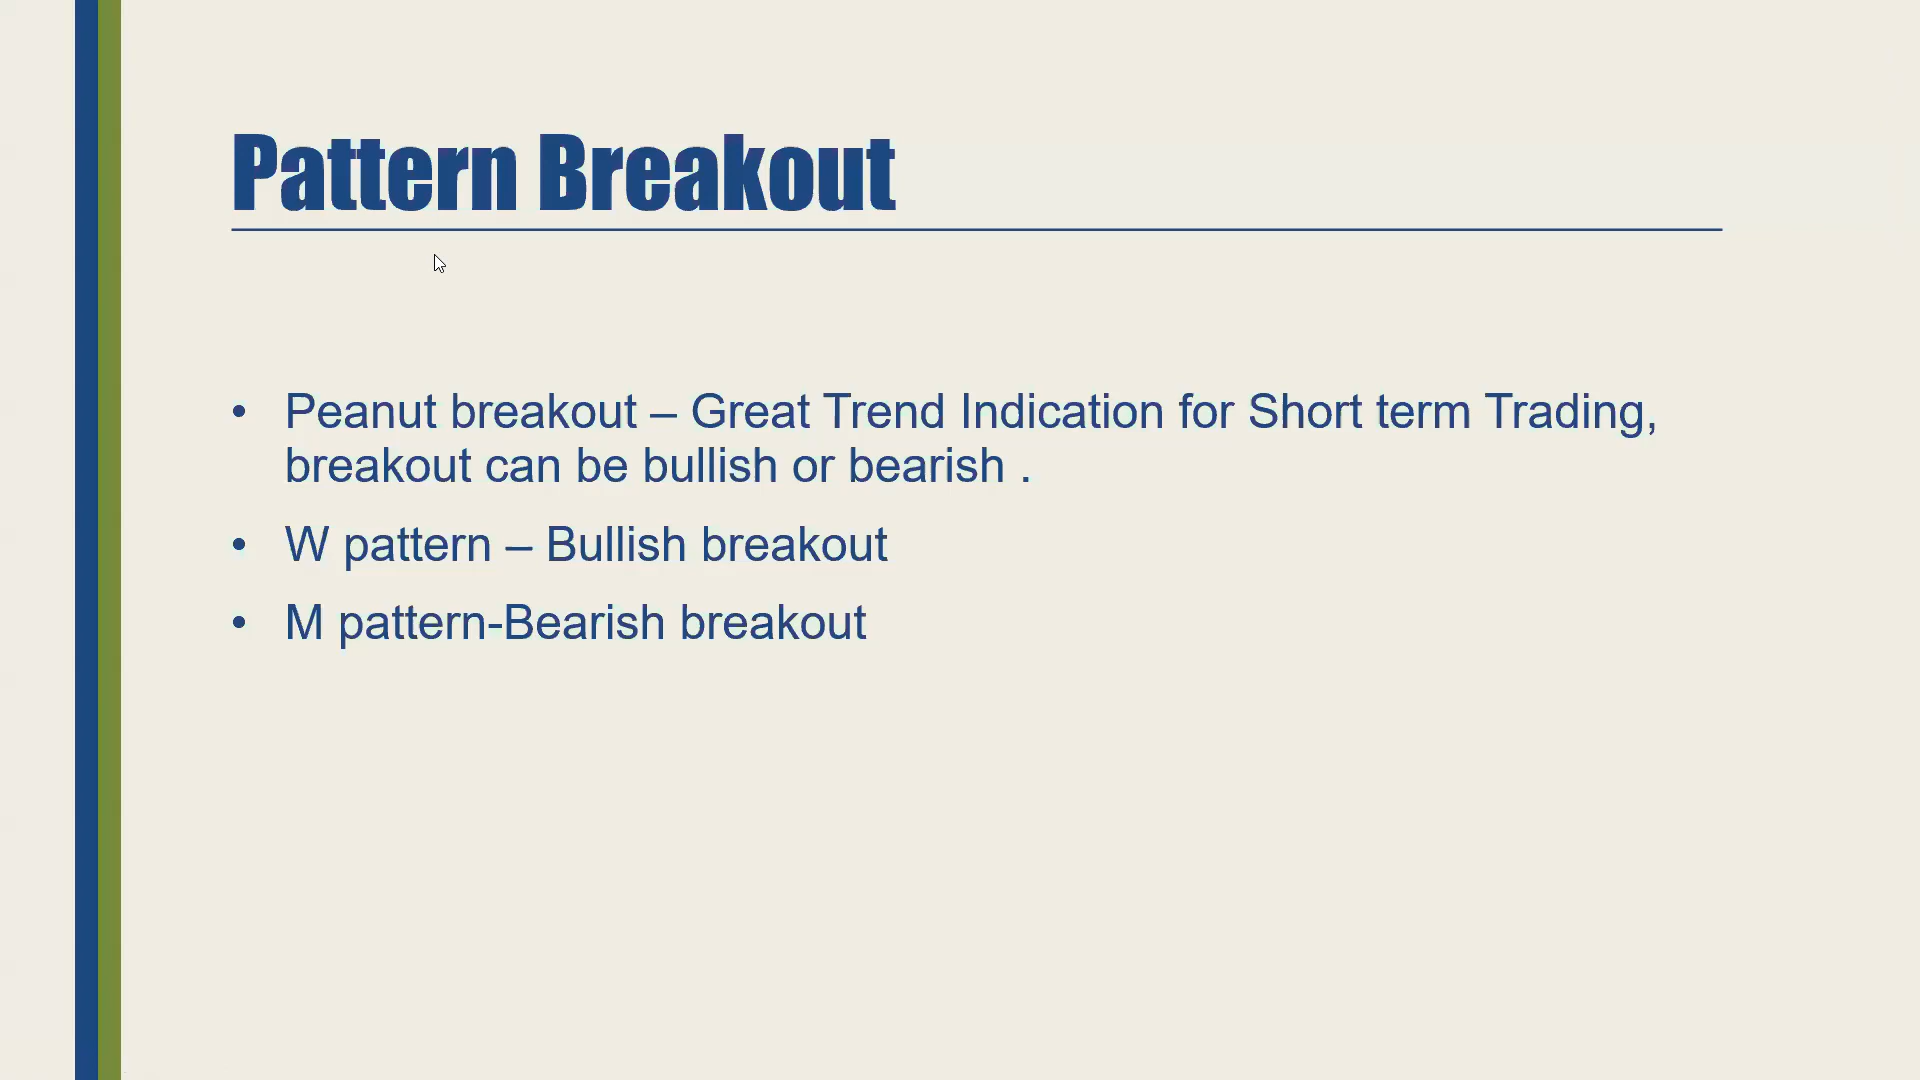 Pattern Breakout
• Peanut breakout – Great Trend Indication for Short term Trading,
breakout can be bullish or bearish .
• W pattern – Bullish breakout
• M pattern-Bearish breakout